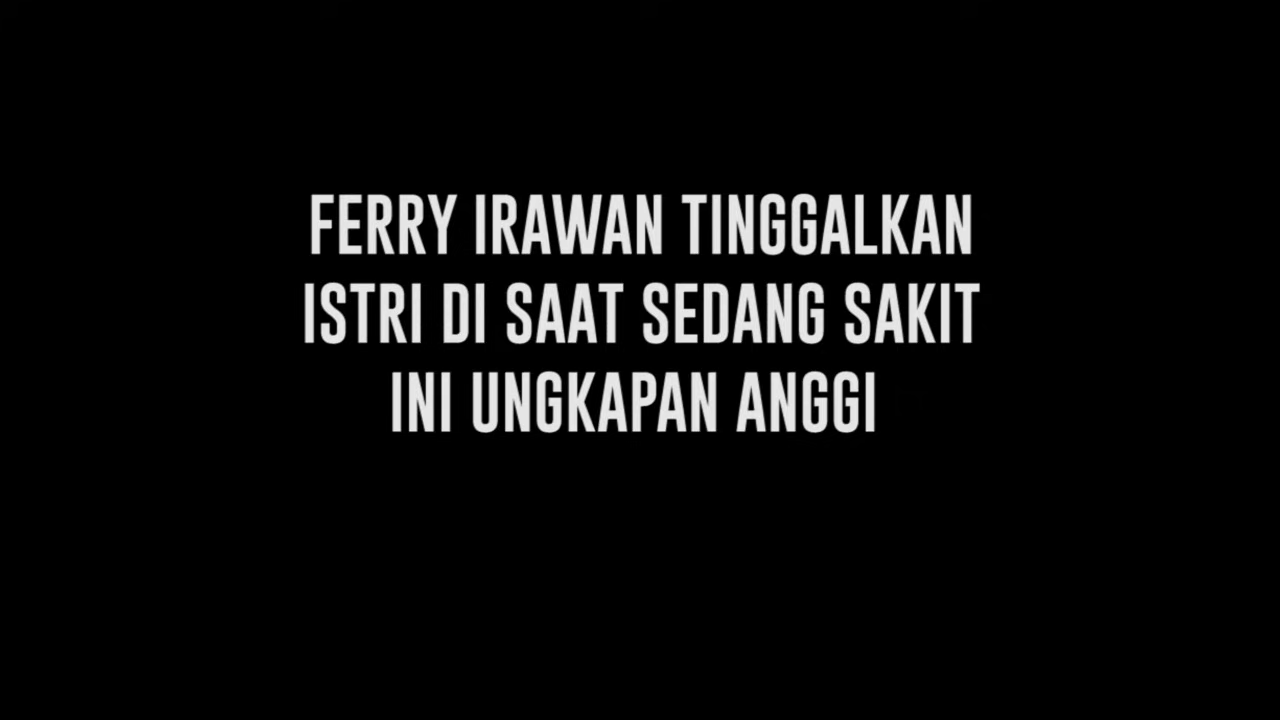 FERRY IRAWAN TINGGALKAN
ISTRI DI SAAT SEDANG SAKIT
INI UNGKAPAN ANGGI